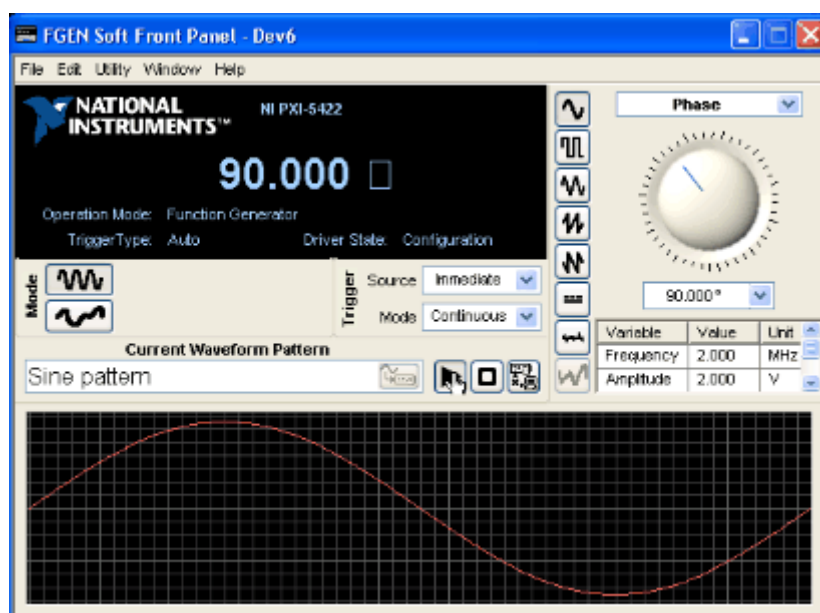 FGEN Soft Front Panel - Dev6
File Edit Utility Window Help
NATIONAL INSTRUMENTS™
NI PXI-5422
90.000
Operation Mode: Function Generator
TriggerType: Auto
Driver State: Configuration
Phase
90.000°
Mode
Trigger
Source Immediate
Mode Continuous
Current Waveform Pattern
Sine pattern
Variable Value Unit
Frequency 2.000 MHz
Amplitude 2.000 V